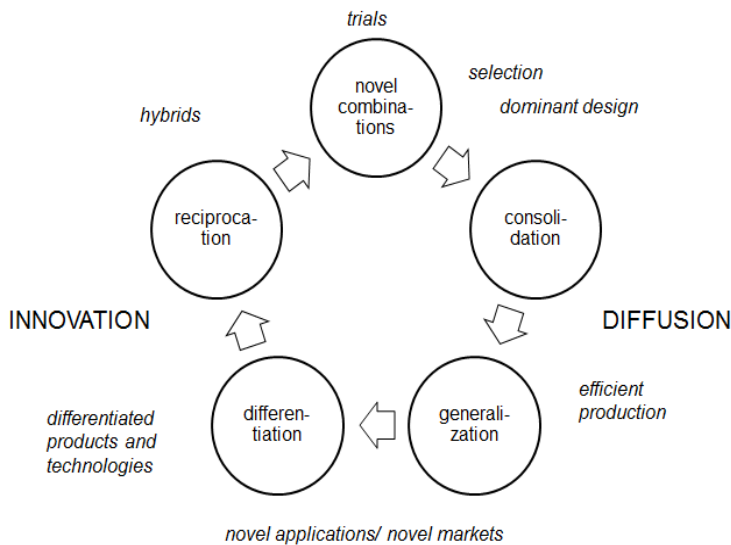 trials
novel
combina-
tions
selection
dominant design
hybrids
reciproca-
tion
consoli-
dation
INNOVATION
DIFFUSION
efficient
production
differen-
tiation
generali-
zation
differentiated
products and
technologies
novel applications/ novel markets